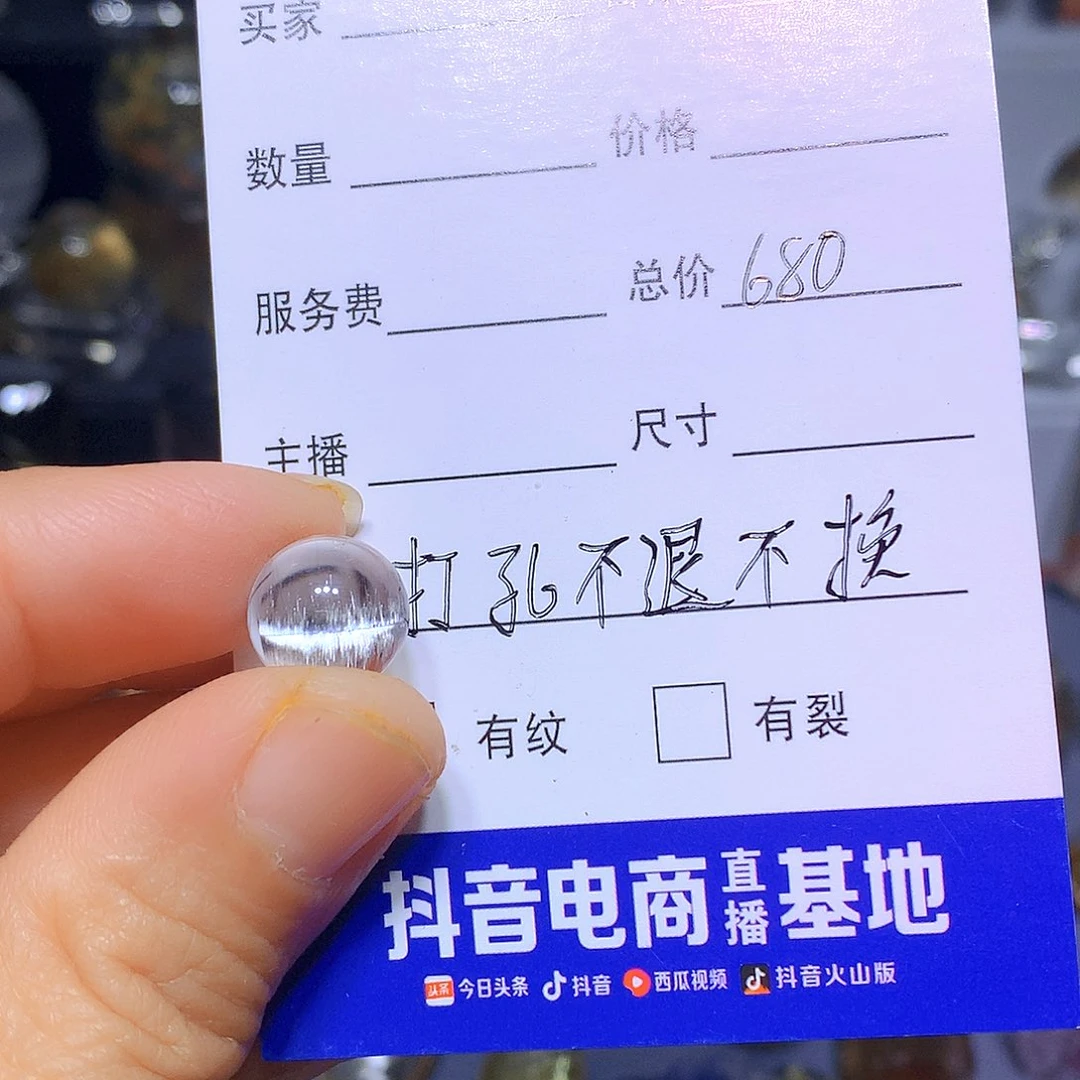 买家
数量 价格
服务费 总价 680
主播 尺寸
打孔不退不换
有纹 有裂
抖音电商直播基地
头条 今日头条 抖音 西瓜视频 抖音火山版